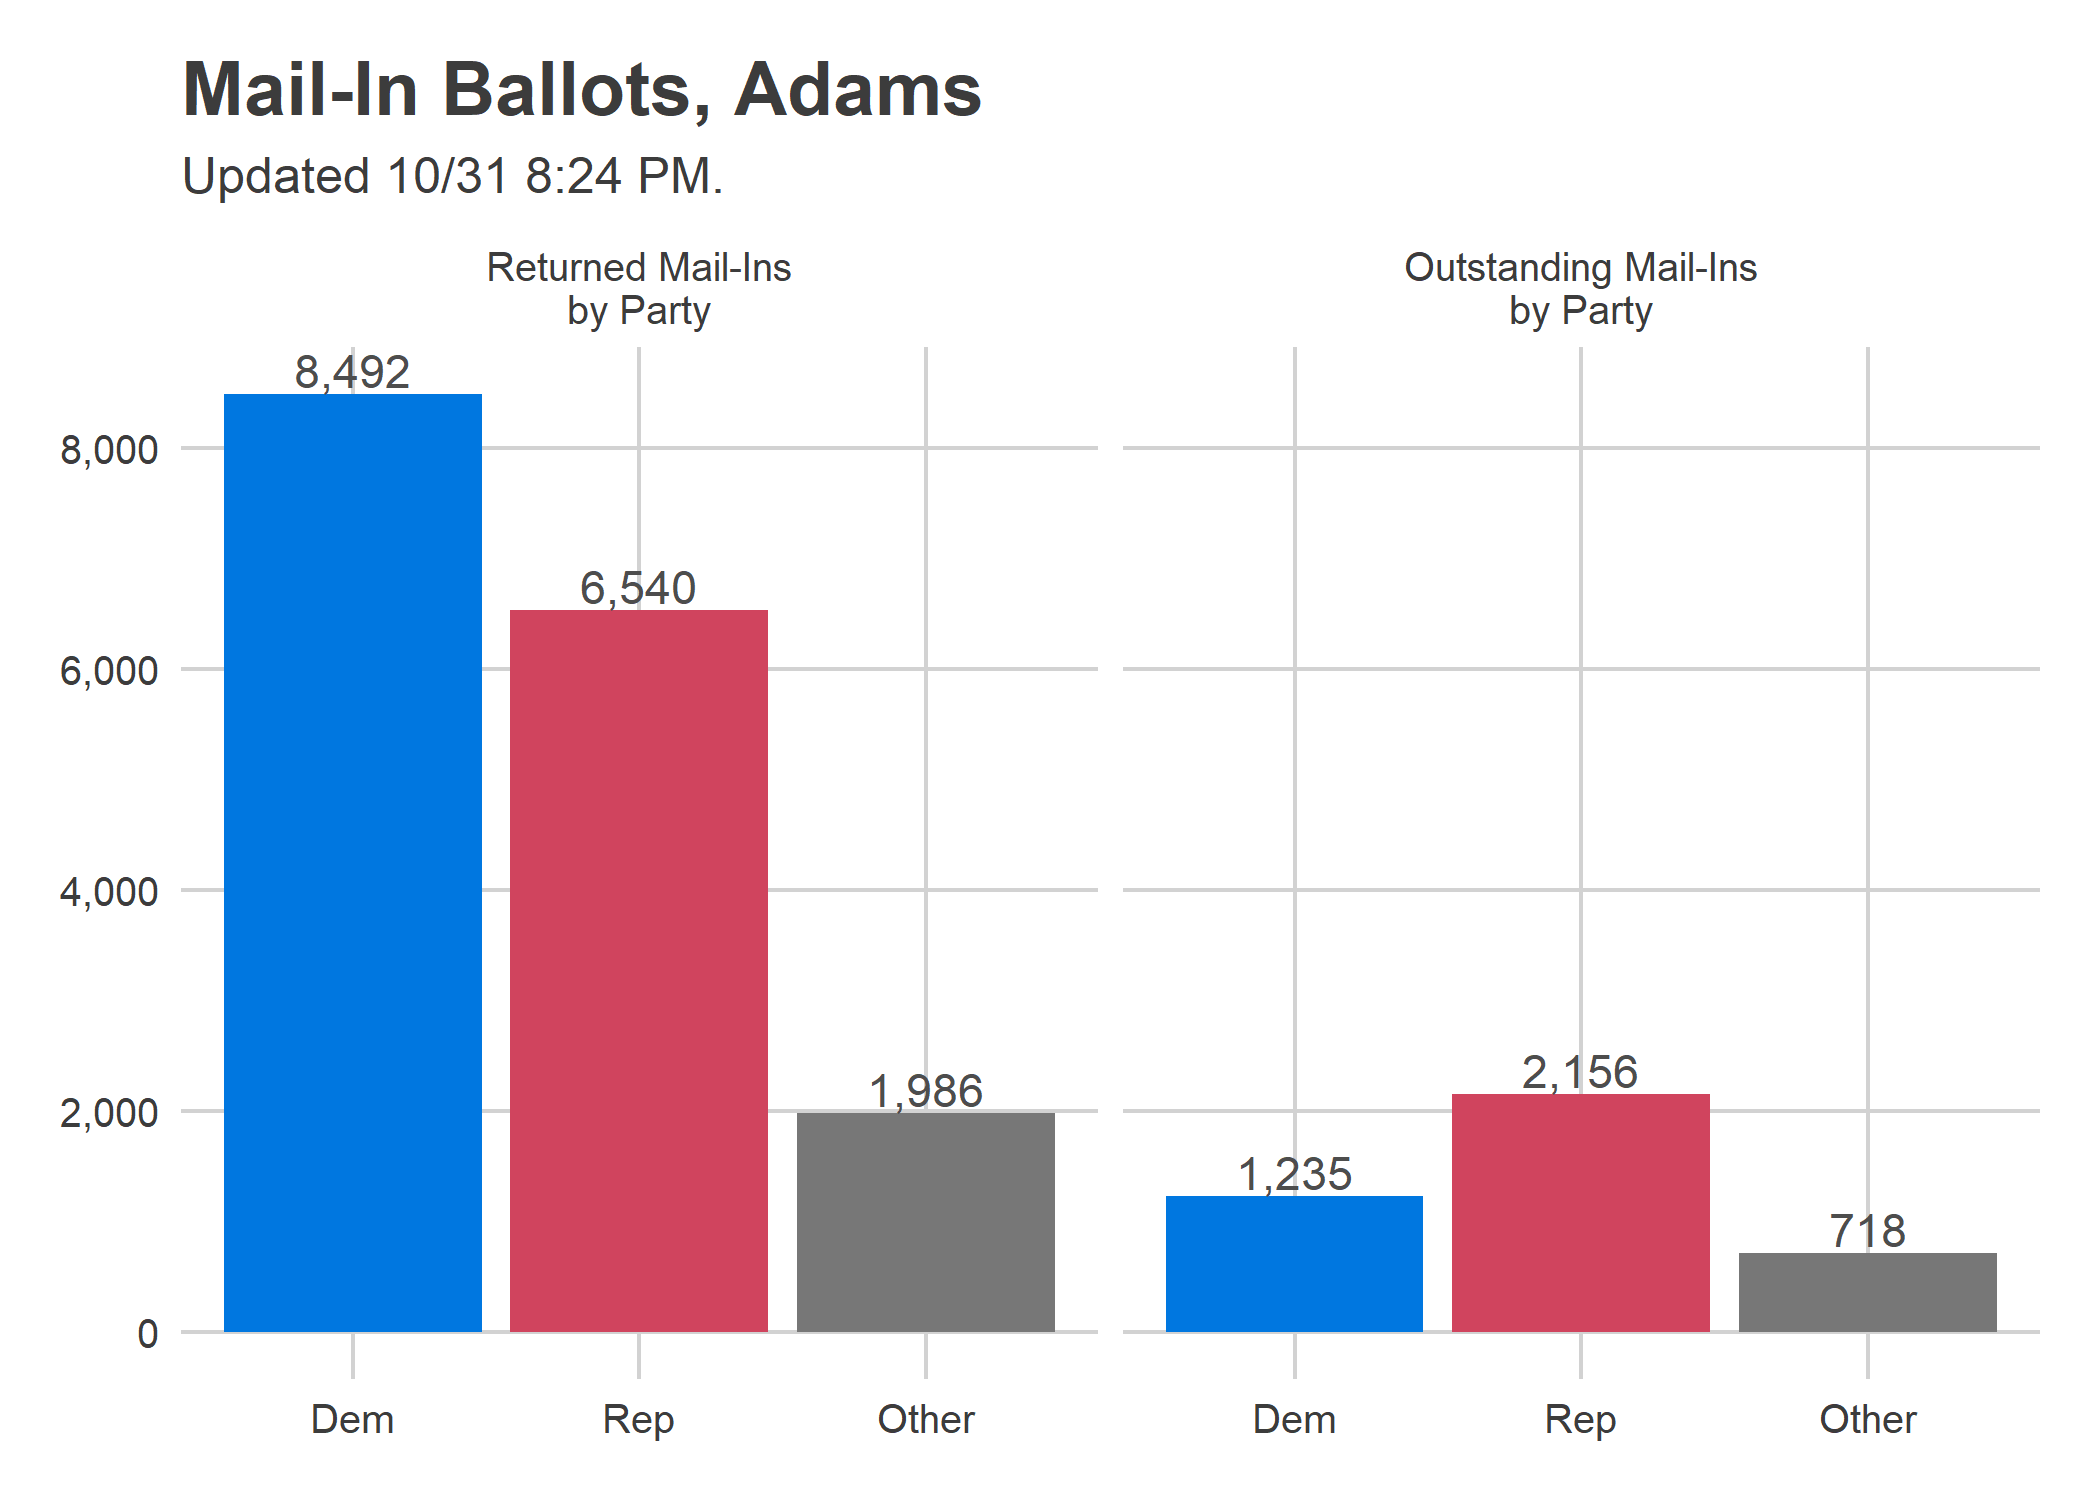 Mail-In Ballots, Adams
Updated 10/31 8:24 PM.
Returned Mail-Ins
by Party
Outstanding Mail-Ins
by Party
8,000
6,000
4,000
2,000
0
8,492
6,540
1,986
1,235
2,156
718
Dem
Rep
Other
Dem
Rep
Other